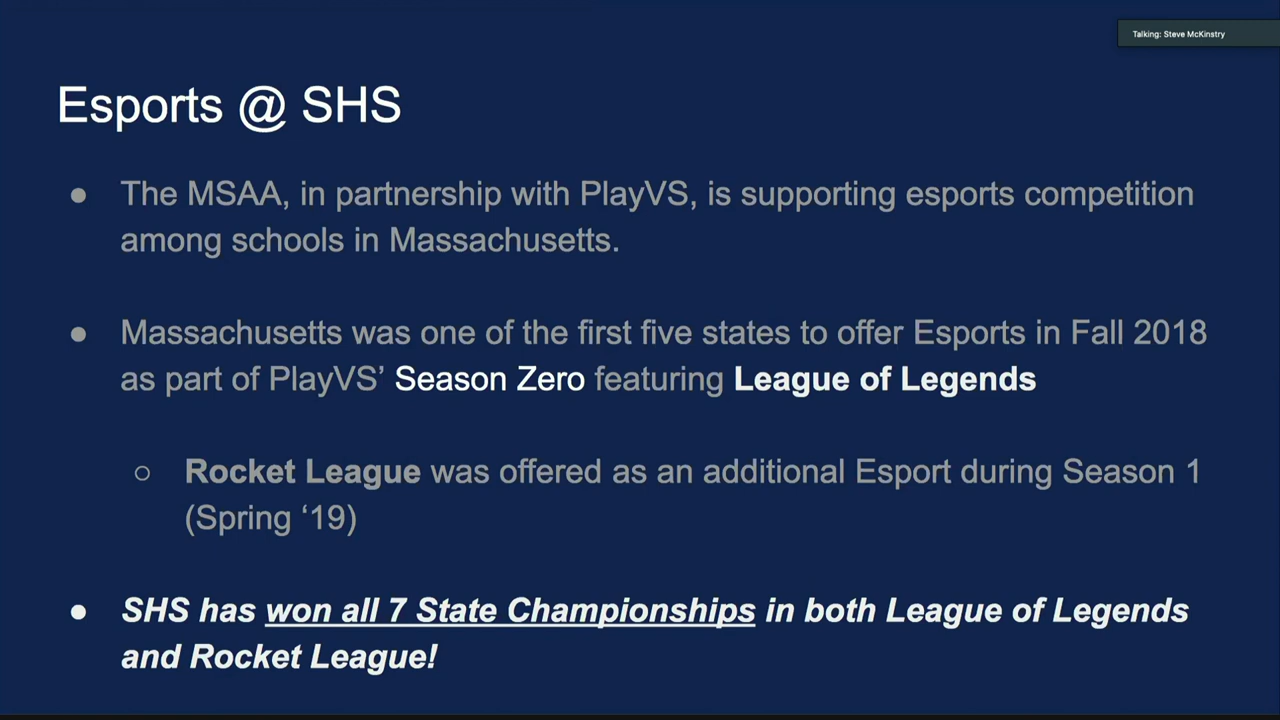 Talking: Steve McKinstry
Esports @ SHS
● The MSAA, in partnership with PlayVS, is supporting esports competition
among schools in Massachusetts.
● Massachusetts was one of the first five states to offer Esports in Fall 2018
as part of PlayVS’ Season Zero featuring League of Legends
○ Rocket League was offered as an additional Esport during Season 1
(Spring ‘19)
● SHS has won all 7 State Championships in both League of Legends
and Rocket League!